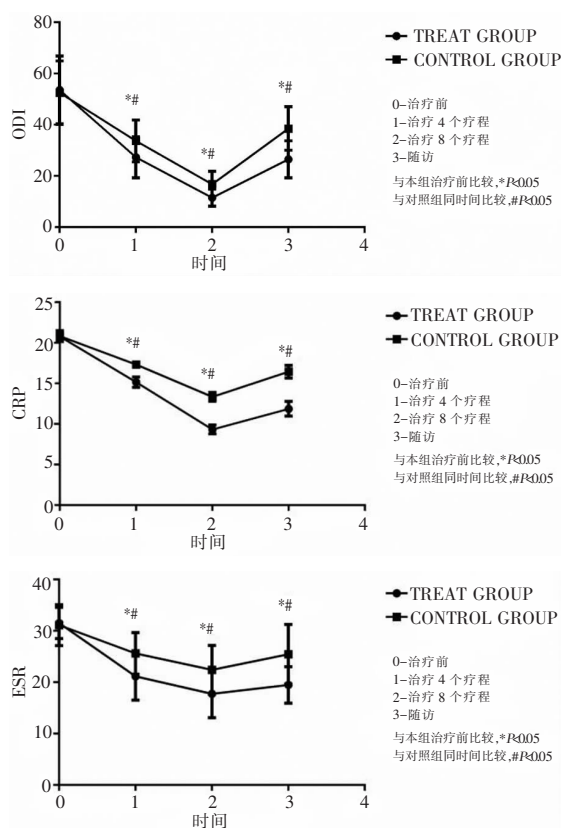 80
60
40
20
0
ODI
0 1 2 3 4
时间
*# *# *#
TREAT GROUP
CONTROL GROUP
0-治疗前
1-治疗 4 个疗程
2-治疗 8 个疗程
3-随访
与本组治疗前比较,*P<0.05
与对照组同时间比较,#P<0.05
25
20
15
10
5
0
CRP
0 1 2 3 4
时间
*# *# *#
TREAT GROUP
CONTROL GROUP
0-治疗前
1-治疗 4 个疗程
2-治疗 8 个疗程
3-随访
与本组治疗前比较,*P<0.05
与对照组同时间比较,#P<0.05
40
30
20
10
0
ESR
0 1 2 3 4
时间
*# *# *#
TREAT GROUP
CONTROL GROUP
0-治疗前
1-治疗 4 个疗程
2-治疗 8 个疗程
3-随访
与本组治疗前比较,*P<0.05
与对照组同时间比较,#P<0.05